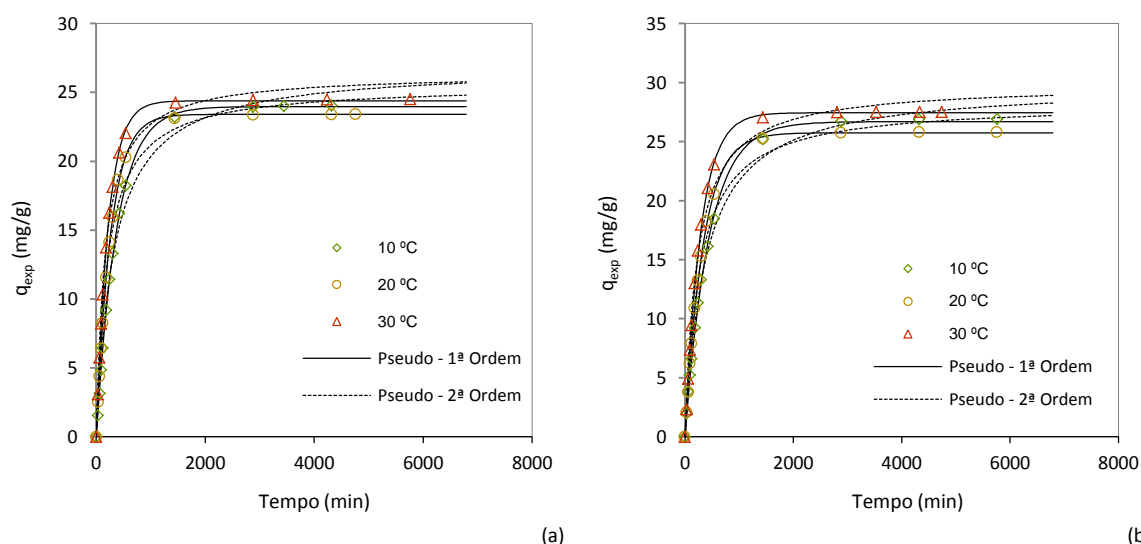 30
25
20
15
10
5
0
q_exp (mg/g)
10 ºC
20 ºC
30 ºC
Pseudo - 1ª Ordem
Pseudo - 2ª Ordem
0 2000 4000 6000 8000
Tempo (min)
(a)
35
30
25
20
15
10
5
0
q_exp (mg/g)
10 ºC
20 ºC
30 ºC
Pseudo - 1ª Ordem
Pseudo - 2ª Ordem
0 2000 4000 6000 8000
Tempo (min)
(b